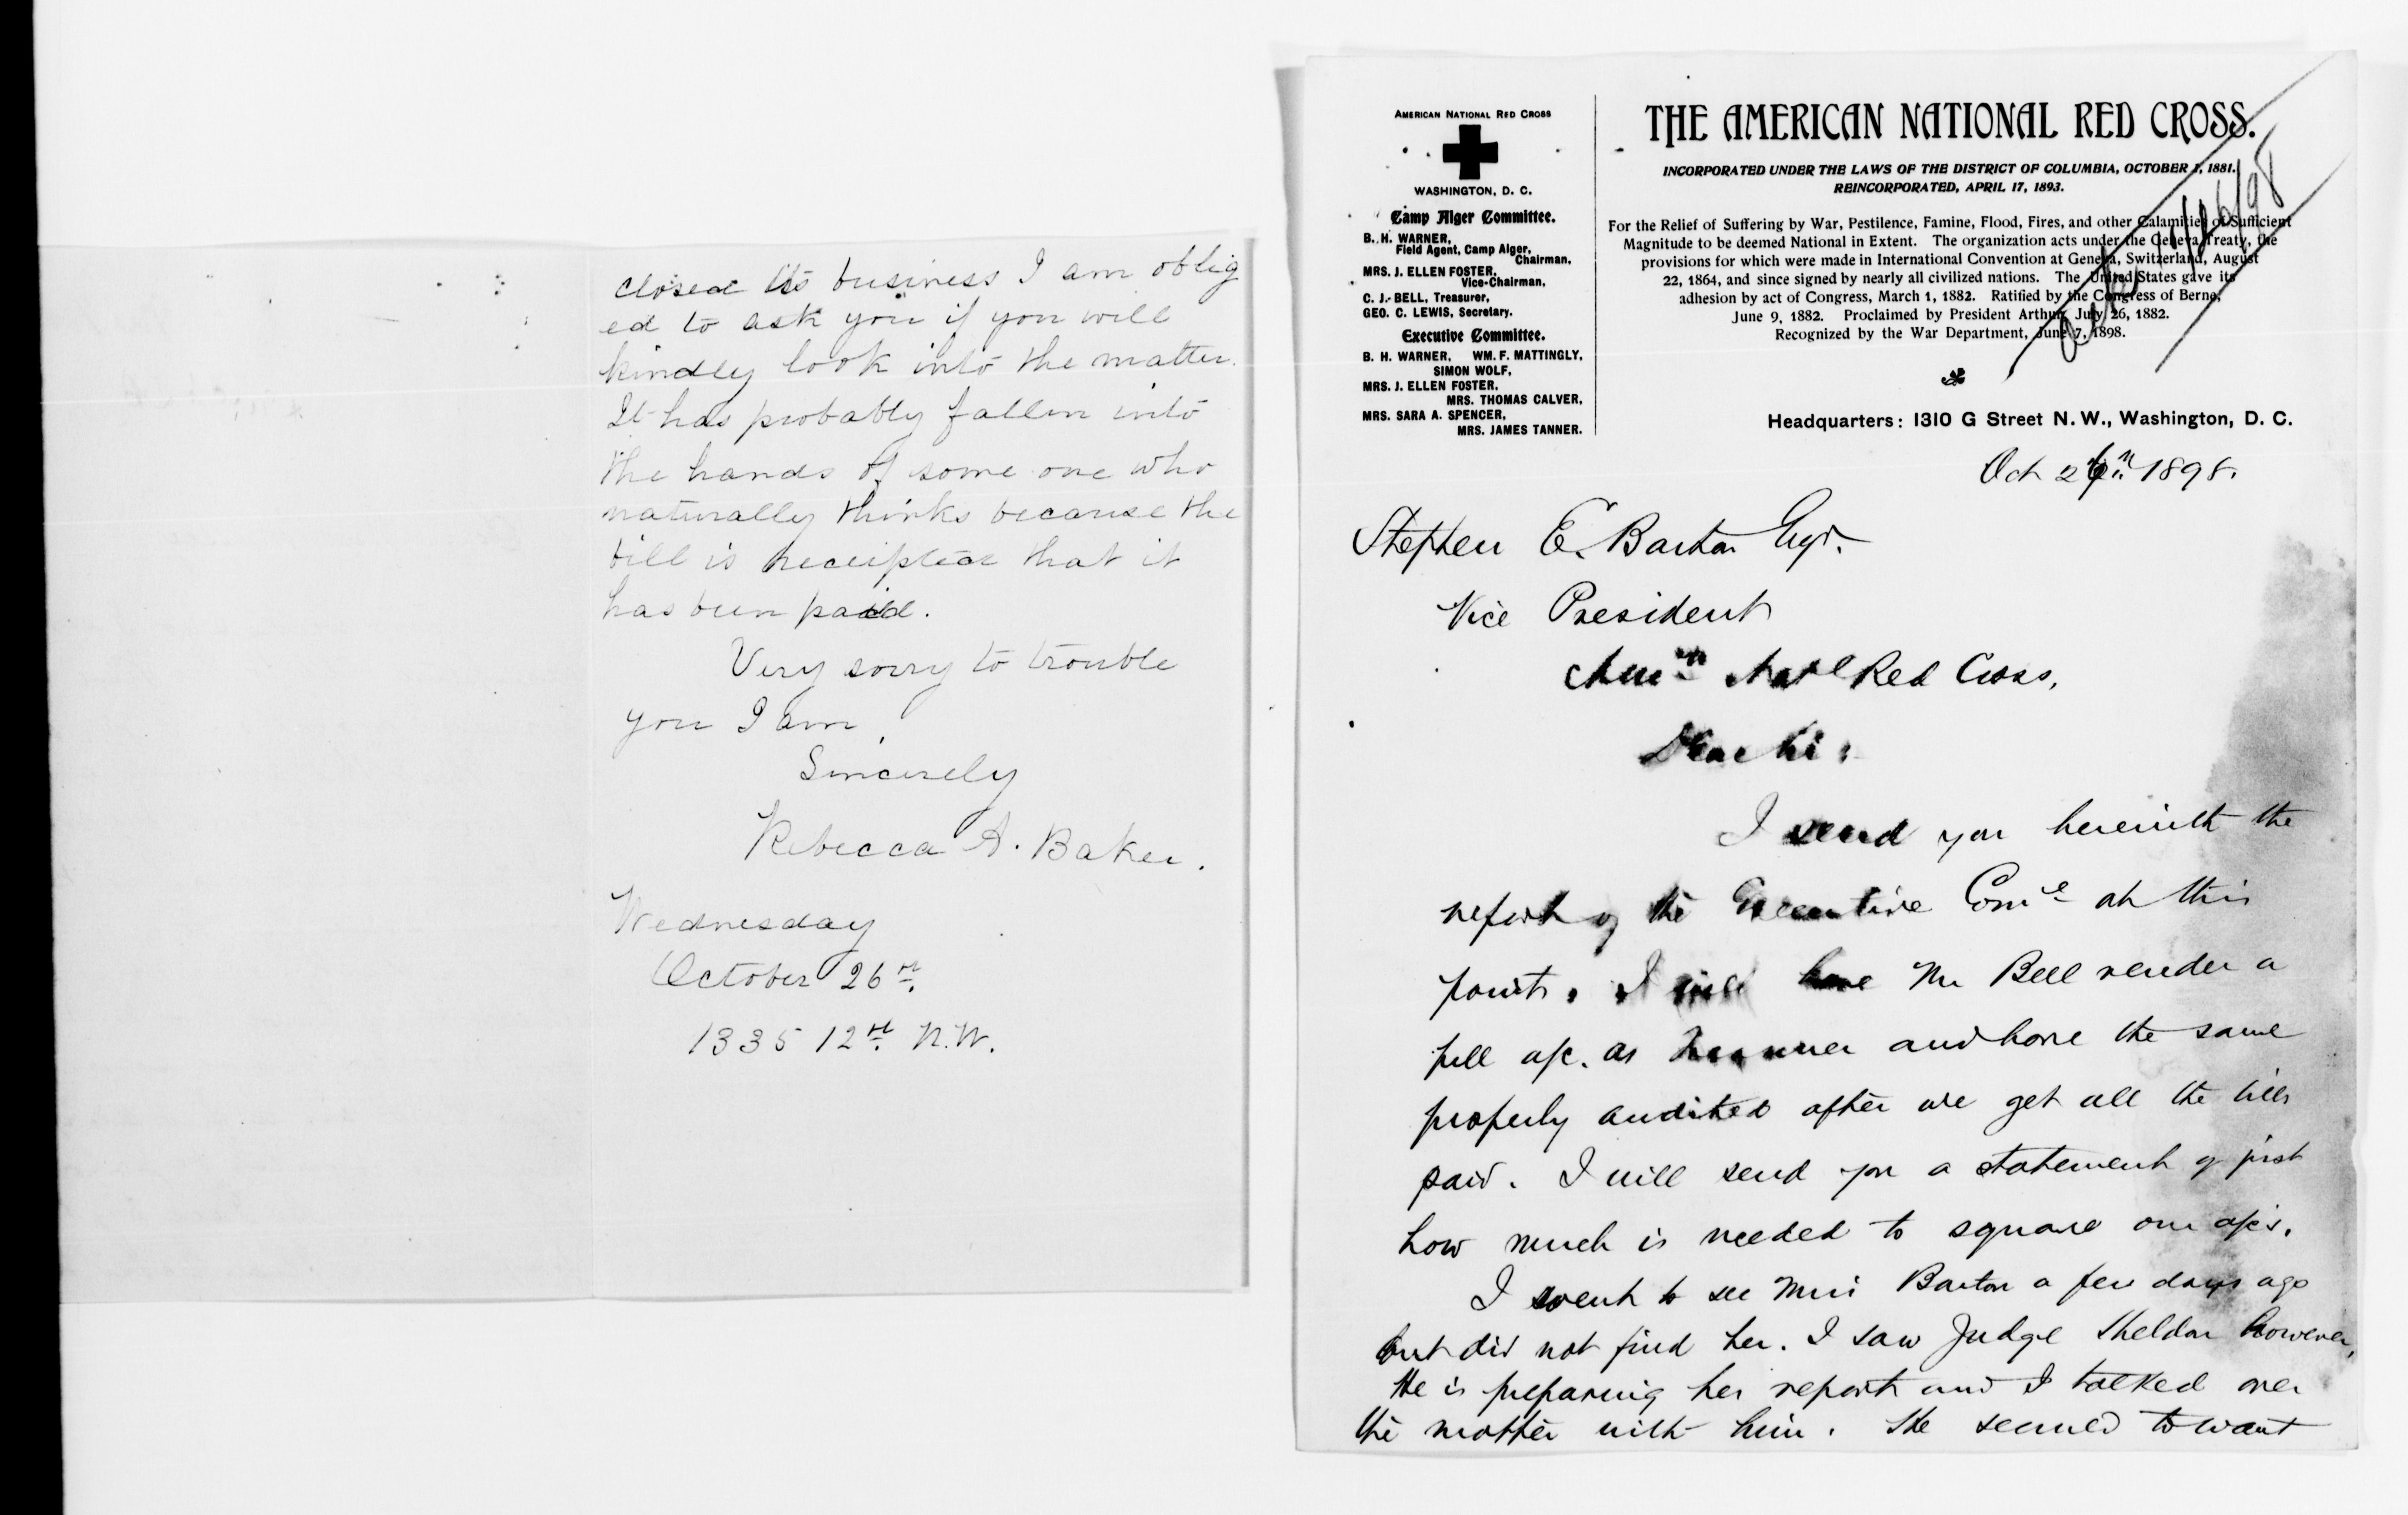 closed its business I am oblig
ed to ask you if you will
kindly look into the matter.
It has probably fallen into
the hands of some one who
naturally thinks because the
bill is receipted that it
has been paid.
Very sorry to trouble
you I am,
Sincerely
Rebecca A. Baker.
Wednesday
October 26th.
1335 12th N.W.
AMERICAN NATIONAL RED CROSS
WASHINGTON, D. C.
Camp Alger Committee.
B. H. WARNER,
Field Agent, Camp Alger,
Chairman.
MRS. J. ELLEN FOSTER,
Vice-Chairman.
C. J. BELL, Treasurer,
GEO. C. LEWIS, Secretary.
Executive Committee.
B. H. WARNER, WM. F. MATTINGLY,
SIMON WOLF,
MRS. J. ELLEN FOSTER,
MRS. THOMAS CALVER,
MRS. SARA A. SPENCER,
MRS. JAMES TANNER.
THE AMERICAN NATIONAL RED CROSS.
INCORPORATED UNDER THE LAWS OF THE DISTRICT OF COLUMBIA, OCTOBER 1, 1881.
REINCORPORATED, APRIL 17, 1893.
For the Relief of Suffering by War, Pestilence, Famine, Flood, Fires, and other Calamities of Sufficient
Magnitude to be deemed National in Extent. The organization acts under the Geneva Treaty, the
provisions for which were made in International Convention at Geneva, Switzerland, August
22, 1864, and since signed by nearly all civilized nations. The United States gave its
adhesion by act of Congress, March 1, 1882. Ratified by the Congress of Berne,
June 9, 1882. Proclaimed by President Arthur, July 26, 1882.
Recognized by the War Department, June 7, 1898.
10/26/98
Headquarters: 1310 G Street N. W., Washington, D. C.
Oct 26th 1898.
Stephen E. Barton Esqr.
Vice President
Amn Natl Red Cross,
Dear Sir:
I send you herewith the
report of the Executive Come at this
point. I will have Mr Bell render a
full a/c. as Treasurer and have the same
properly audited after we get all the bills
paid. I will send you a statement of just
how much is needed to square our a/cs.
I went to see Miss Barton a few days ago
but did not find her. I saw Judge Sheldon however,
He is preparing her report and I talked over
the matter with him. He seemed to want